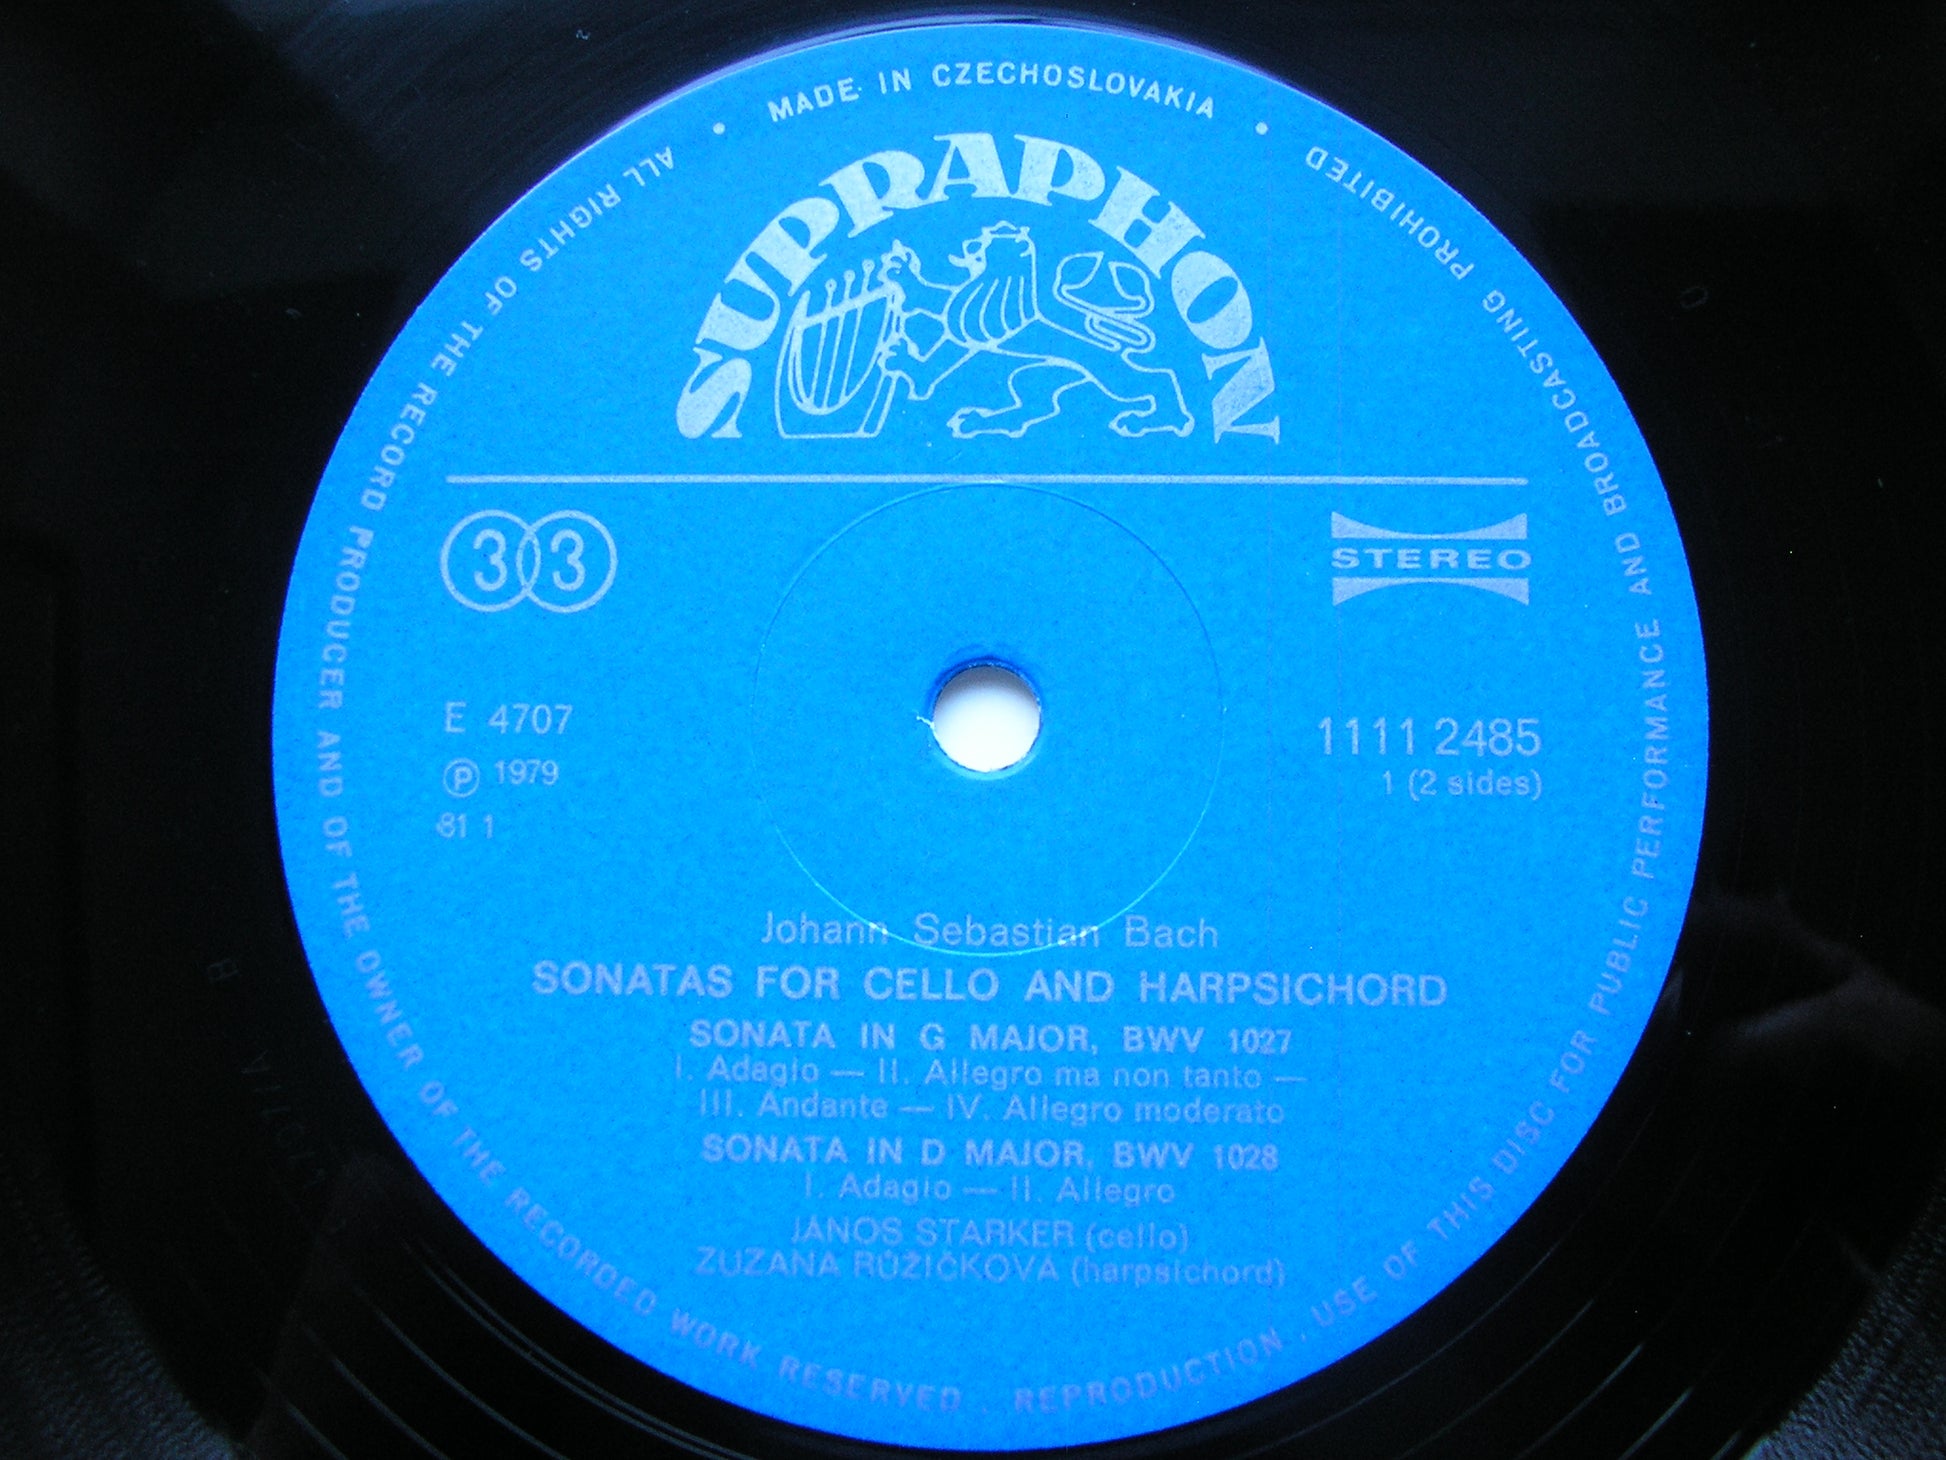 MADE IN CZECHOSLOVAKIA
ALL RIGHTS OF THE RECORD PRODUCER AND OF THE OWNER OF THE RECORDED WORK RESERVED . REPRODUCTION . USE OF THIS DISC FOR PUBLIC PERFORMANCE AND BROADCASTING PROHIBITED
SUPRAPHON
33
STEREO
E 4707
Ⓟ 1979
81 1
1111 2485
1 (2 sides)
Johann Sebastian Bach
SONATAS FOR CELLO AND HARPSICHORD
SONATA IN G MAJOR, BWV 1027
I. Adagio — II. Allegro ma non tanto —
III. Andante — IV. Allegro moderato
SONATA IN D MAJOR, BWV 1028
I. Adagio — II. Allegro
JANOS STARKER (cello)
ZUZANA RŮŽIČKOVÁ (harpsichord)